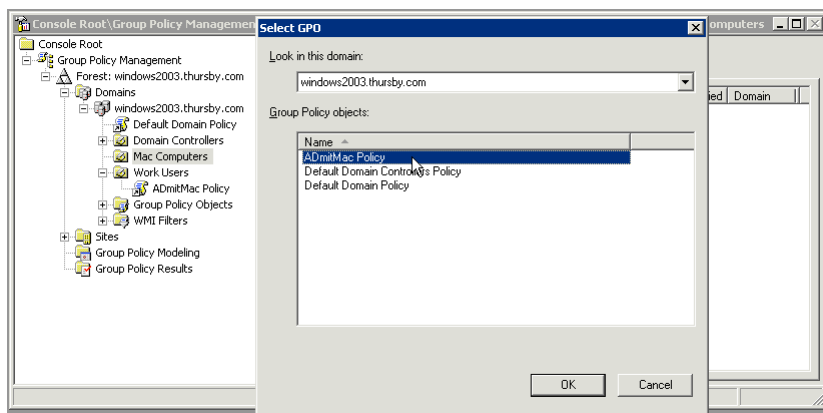 Console Root\Group Policy Managemen
Select GPO
omputers
Console Root
Group Policy Management
Forest: windows2003.thursby.com
Domains
windows2003.thursby.com
Default Domain Policy
Domain Controllers
Mac Computers
Work Users
ADmitMac Policy
Group Policy Objects
WMI Filters
Sites
Group Policy Modeling
Group Policy Results
Look in this domain:
windows2003.thursby.com
Group Policy objects:
Name
ADmitMac Policy
Default Domain Controllers Policy
Default Domain Policy
OK
Cancel
ied
Domain